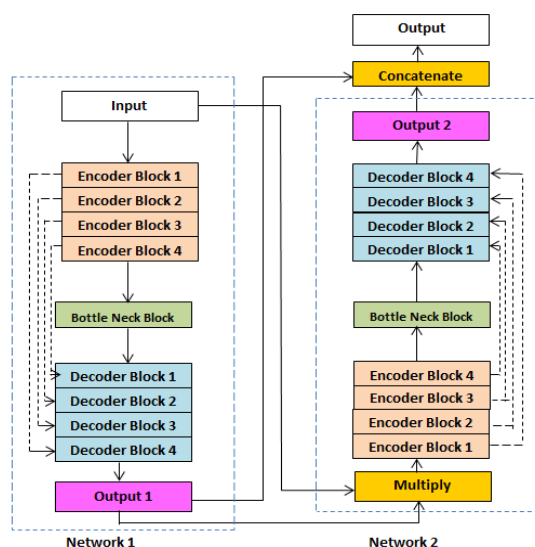 Input
Encoder Block 1
Encoder Block 2
Encoder Block 3
Encoder Block 4
Bottle Neck Block
Decoder Block 1
Decoder Block 2
Decoder Block 3
Decoder Block 4
Output 1
Network 1
Output
Concatenate
Output 2
Decoder Block 4
Decoder Block 3
Decoder Block 2
Decoder Block 1
Bottle Neck Block
Encoder Block 4
Encoder Block 3
Encoder Block 2
Encoder Block 1
Multiply
Network 2